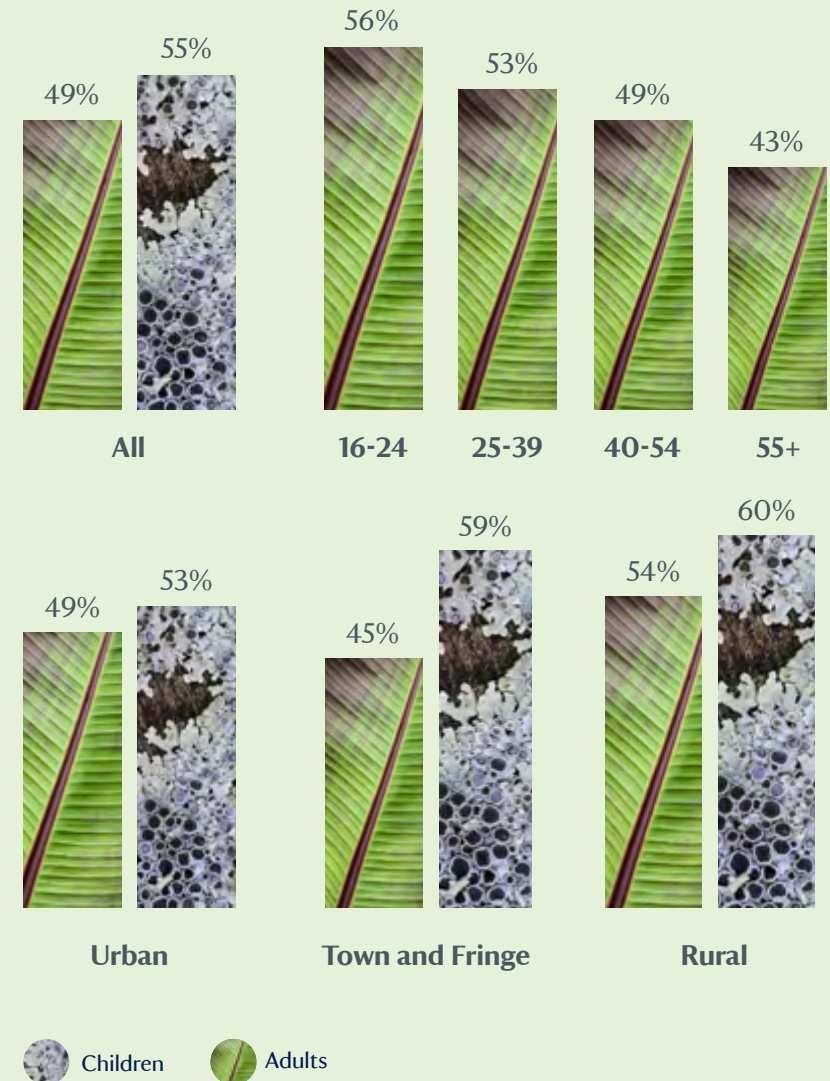 49%
55%
56%
53%
49%
43%
All
16-24
25-39
40-54
55+
49%
53%
45%
59%
54%
60%
Urban
Town and Fringe
Rural
Children
Adults